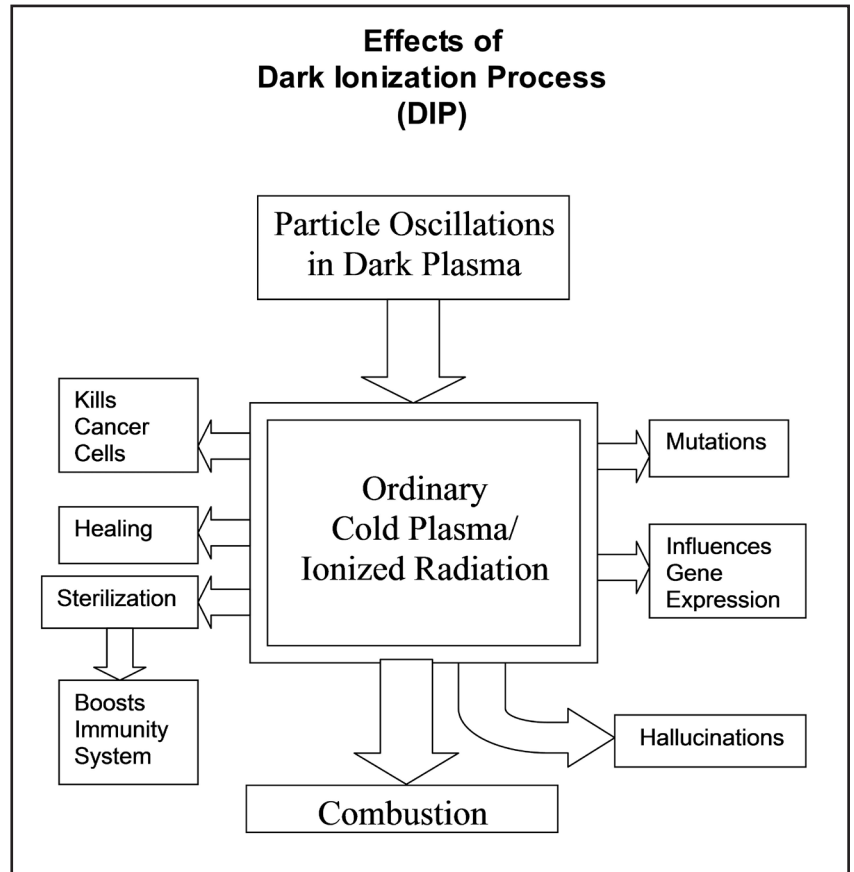 Effects of
Dark Ionization Process
(DIP)
Particle Oscillations
in Dark Plasma
Kills
Cancer
Cells
Healing
Sterilization
Boosts
Immunity
System
Ordinary
Cold Plasma/
Ionized Radiation
Mutations
Influences
Gene
Expression
Hallucinations
Combustion